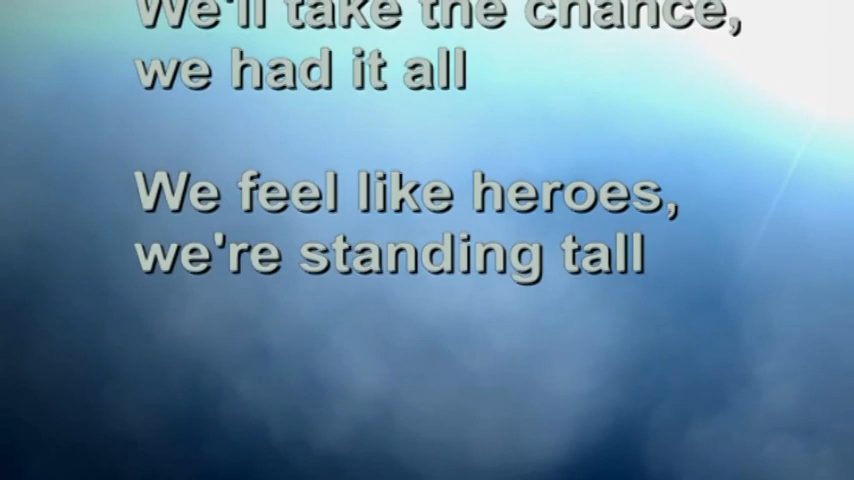 We'll take the chance,
we had it all
We feel like heroes,
we're standing tall